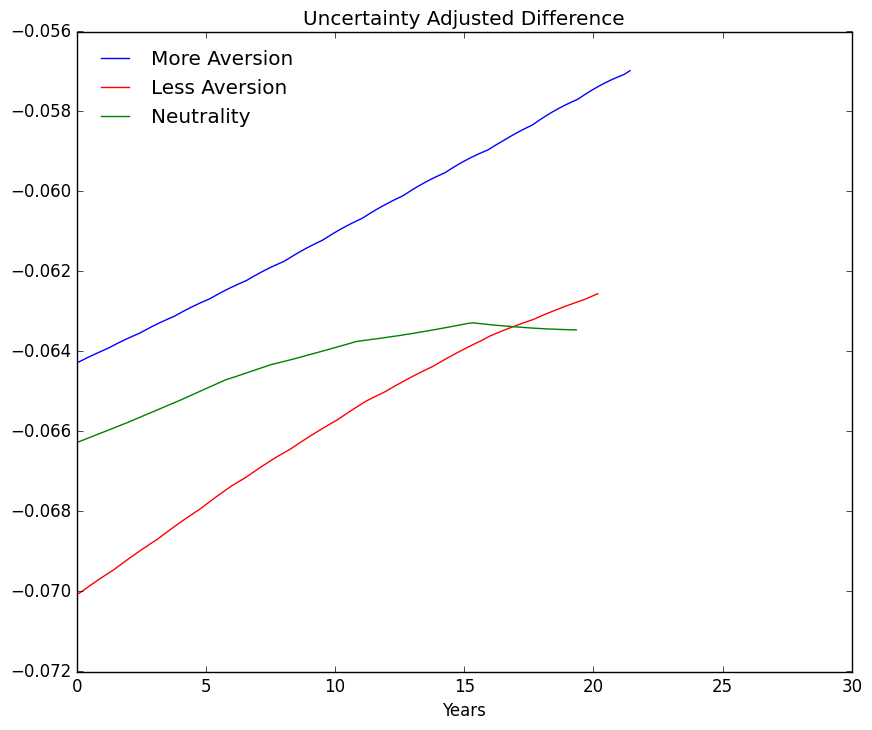 Uncertainty Adjusted Difference
−0.056
−0.058
−0.060
−0.062
−0.064
−0.066
−0.068
−0.070
−0.072
More Aversion
Less Aversion
Neutrality
0 5 10 15 20 25 30
Years